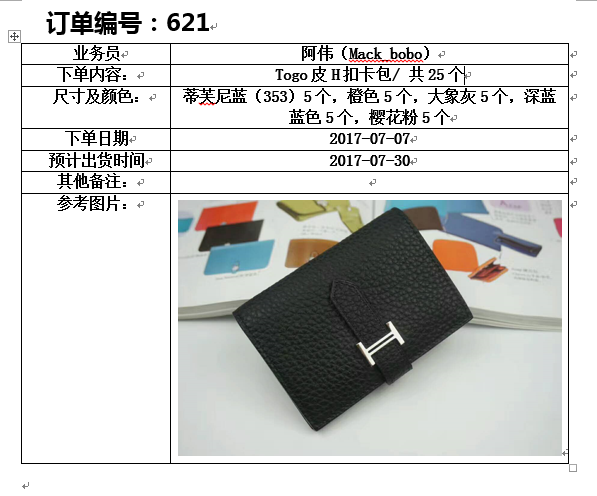 订单编号：621
业务员 阿伟（Mack_bobo）
下单内容： Togo皮H扣卡包/ 共25个
尺寸及颜色： 蒂芙尼蓝（353）5个，橙色5个，大象灰5个，深蓝
蓝色5个，樱花粉5个
下单日期 2017-07-07
预计出货时间 2017-07-30
其他备注：
参考图片：